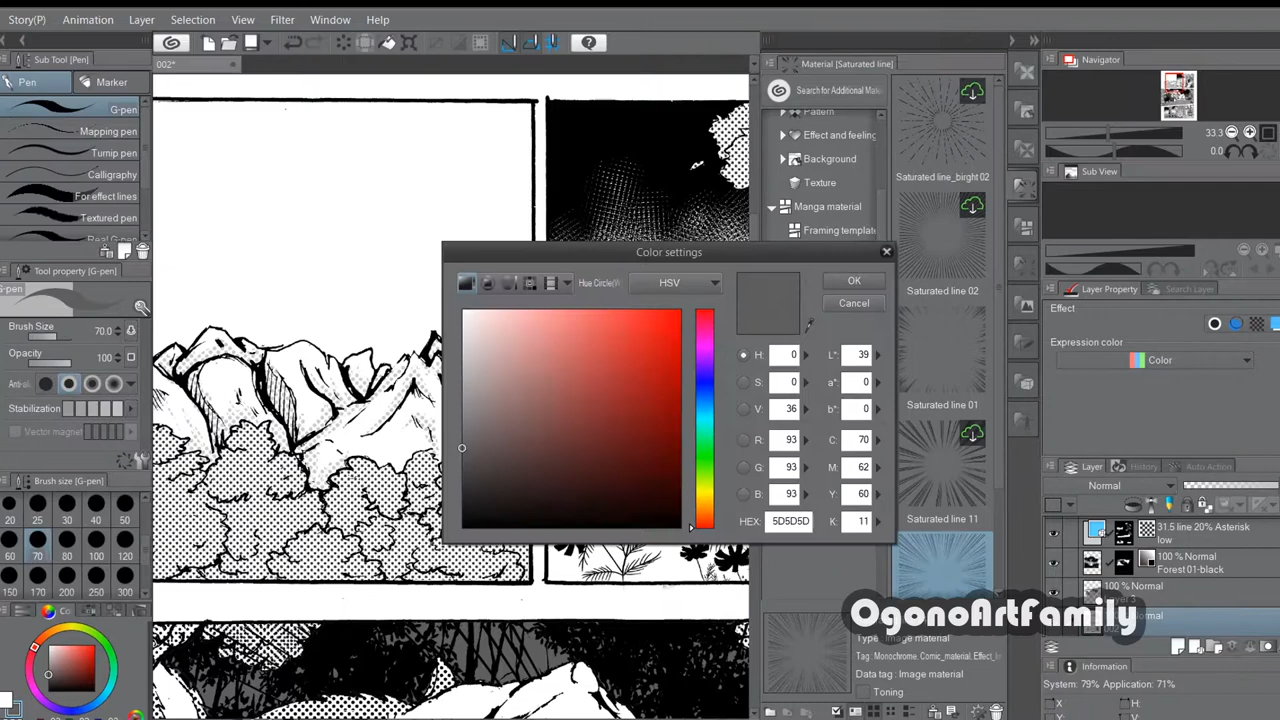 Story(P) Animation Layer Selection View Filter Window Help
Sub Tool [Pen]
Pen Marker
G-pen
Mapping pen
Turnip pen
Calligraphy
For effect lines
Textured pen
Real G-pen
Tool property [G-pen]
G-pen
Brush Size 70.0
Opacity 100
Anti-ali
Stabilization
Vector magnet
Brush size
20 25 30 40 50
60 70 80 100 120
150 170 200 250 300
Co
002*
Material [Saturated line]
Search for Additional Mate
Pattern
Effect and feeling
Background
Texture
Manga material
Framing template
Saturated line_birght 02
Saturated line 02
Saturated line 01
Saturated line 11
Type: Image material
Tag: Monochrome, Comic_material, Effect_l
Data tag: Image material
Toning
Color settings
Hue Circle(W
HSV
OK
Cancel
H: 0 L*: 39
S: 0 a*: 0
V: 36 b*: 0
R: 93 C: 70
G: 93 M: 62
B: 93 Y: 60
HEX: 5D5D5D K: 11
Navigator
33.3
0.0
Sub View
Layer Property Search Layer
Effect
Expression color
Color
Layer History Auto Action
Normal
31.5 line 20% Asterisk
low
100 % Normal
Forest 01-black
100 % Normal
OgonoArtFamily
Information
System: 79% Application: 71%
X H:
Y V: